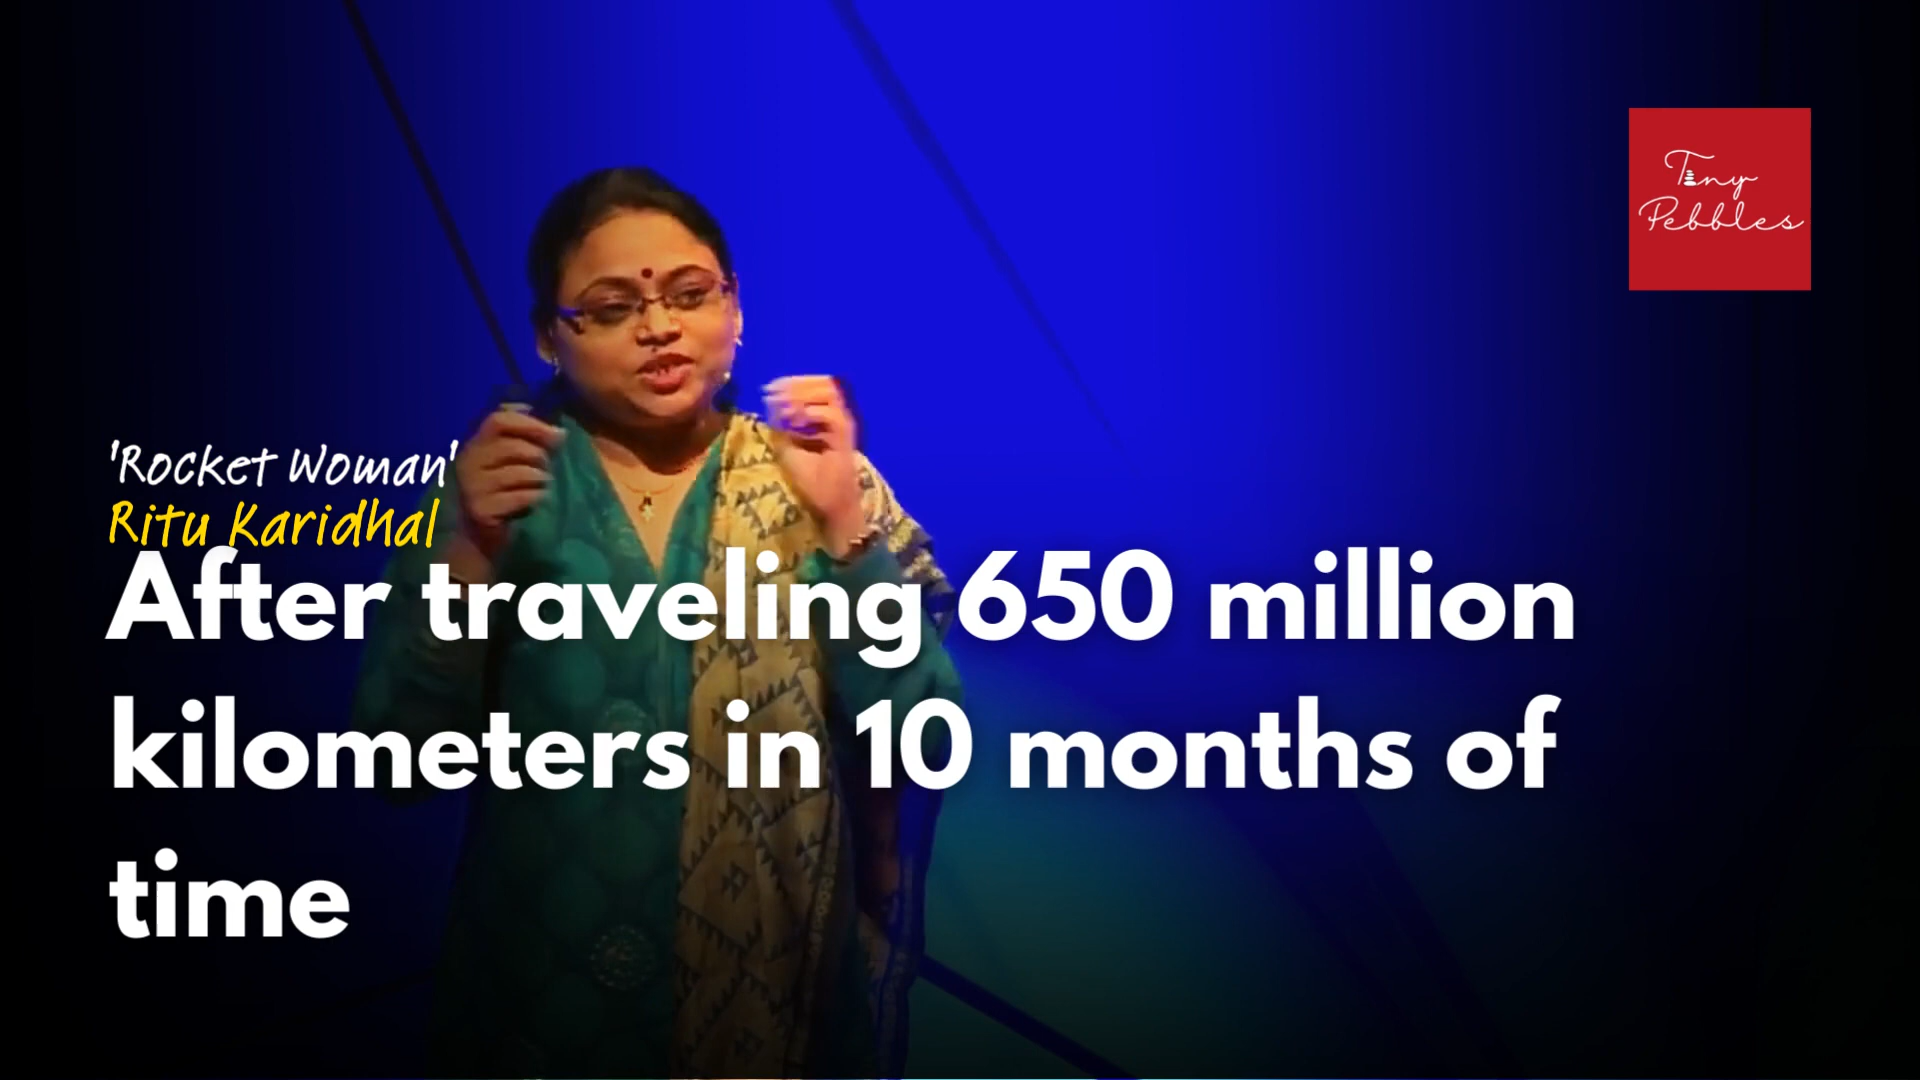 Tiny
Pebbles
'Rocket Woman'
Ritu Karidhal
After traveling 650 million
kilometers in 10 months of
time